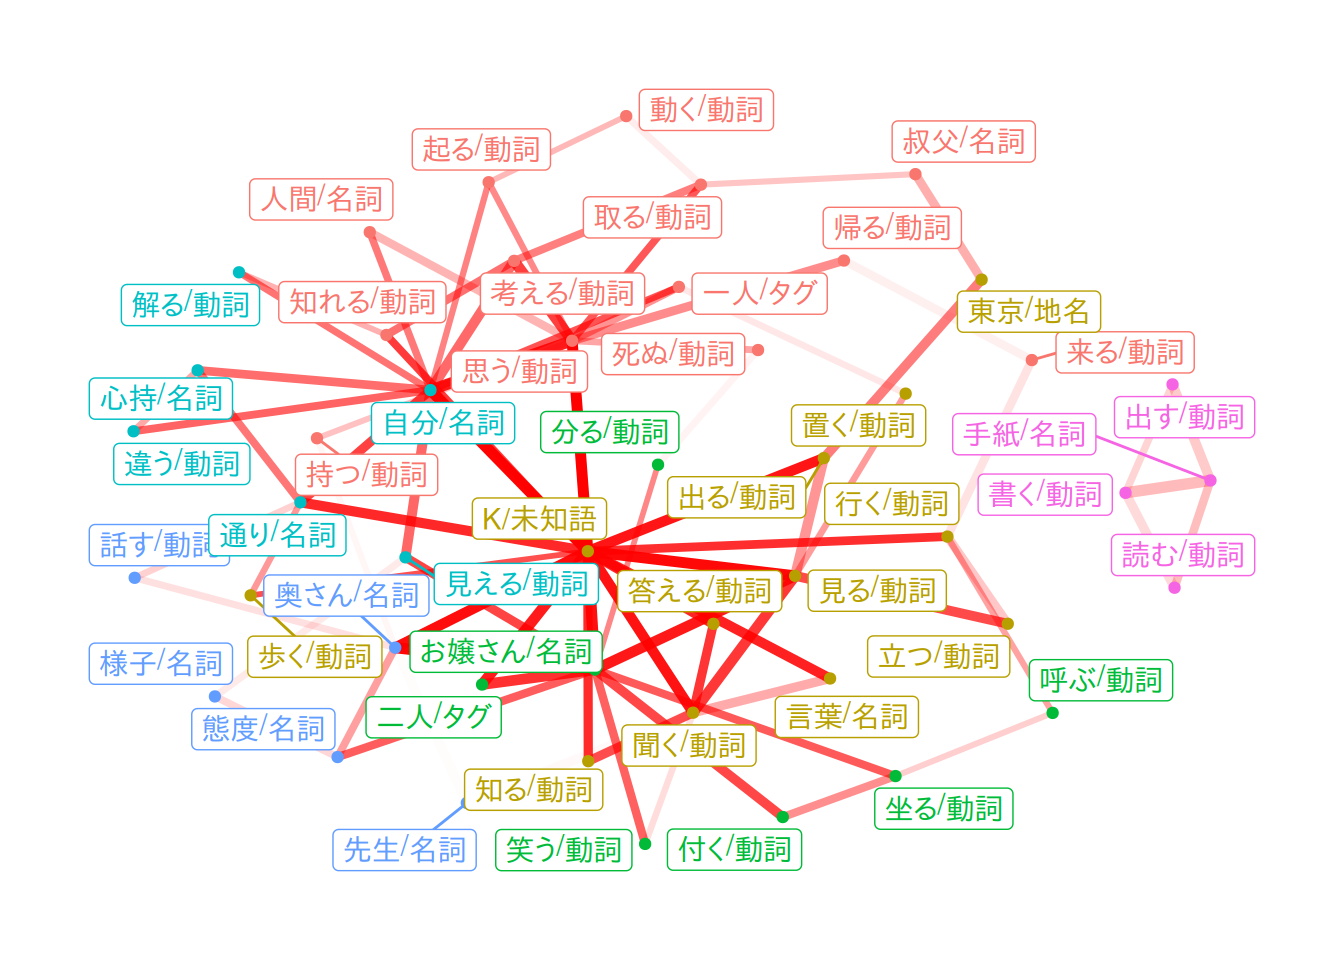 動く/動詞
起る/動詞
叔父/名詞
人間/名詞
取る/動詞
帰る/動詞
解る/動詞
知れる/動詞
考える/動詞
一人/タグ
東京/地名
思う/動詞
死ぬ/動詞
来る/動詞
心持/名詞
自分/名詞
分る/動詞
置く/動詞
手紙/名詞
出す/動詞
違う/動詞
持つ/動詞
出る/動詞
行く/動詞
書く/動詞
K/未知語
話す/動詞
通り/名詞
読む/動詞
奥さん/名詞
見える/動詞
答える/動詞
見る/動詞
様子/名詞
歩く/動詞
お嬢さん/名詞
立つ/動詞
呼ぶ/動詞
態度/名詞
二人/タグ
聞く/動詞
言葉/名詞
知る/動詞
坐る/動詞
先生/名詞
笑う/動詞
付く/動詞